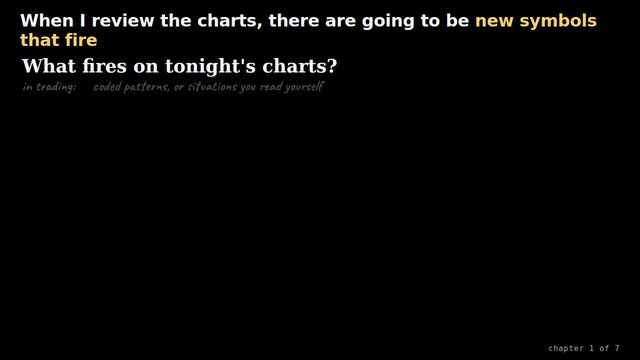 When I review the charts, there are going to be new symbols
that fire
What fires on tonight's charts?
in trading: coded patterns, or situations you read yourself
chapter 1 of 7